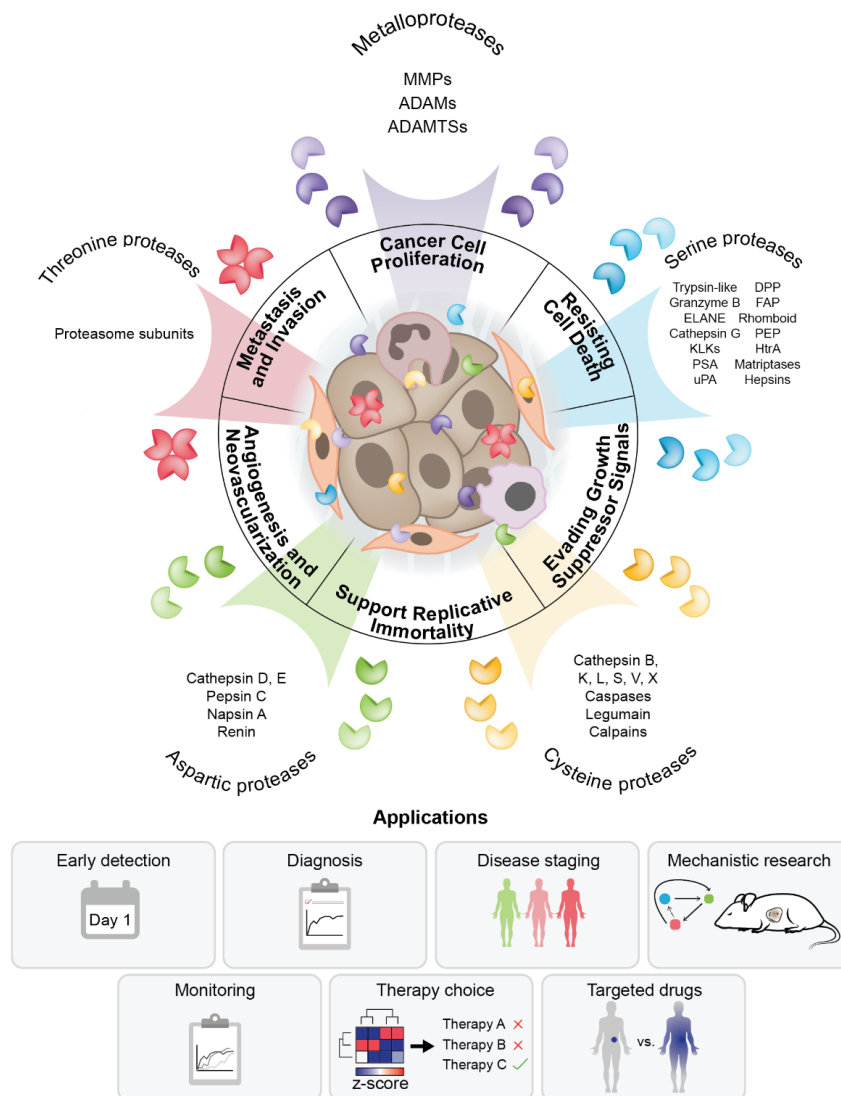 Metalloproteases
MMPs
ADAMs
ADAMTSs
Threonine proteases
Proteasome subunits
Serine proteases
Trypsin-like DPP
Granzyme B FAP
ELANE Rhomboid
Cathepsin G PEP
KLKs HtrA
PSA Matriptases
uPA Hepsins
Cancer Cell
Proliferation
Resisting
Cell Death
Evading Growth
Suppressor Signals
Support Replicative
Immortality
Angiogenesis and
Neovascularization
Metastasis
and Invasion
Cathepsin D, E
Pepsin C
Napsin A
Renin
Aspartic proteases
Cathepsin B,
K, L, S, V, X
Caspases
Legumain
Calpains
Cysteine proteases
Applications
Early detection
Day 1
Diagnosis
Disease staging
Mechanistic research
Monitoring
Therapy choice
Therapy A
Therapy B
Therapy C
z-score
Targeted drugs
vs.